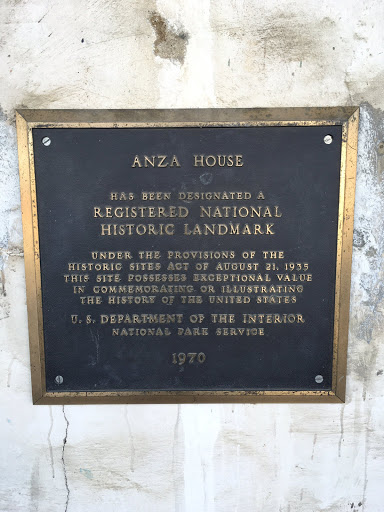 ANZA HOUSE
HAS BEEN DESIGNATED A
REGISTERED NATIONAL
HISTORIC LANDMARK
UNDER THE PROVISIONS OF THE
HISTORIC SITES ACT OF AUGUST 21, 1935
THIS SITE POSSESSES EXCEPTIONAL VALUE
IN COMMEMORATING OR ILLUSTRATING
THE HISTORY OF THE UNITED STATES
U. S. DEPARTMENT OF THE INTERIOR
NATIONAL PARK SERVICE
1970